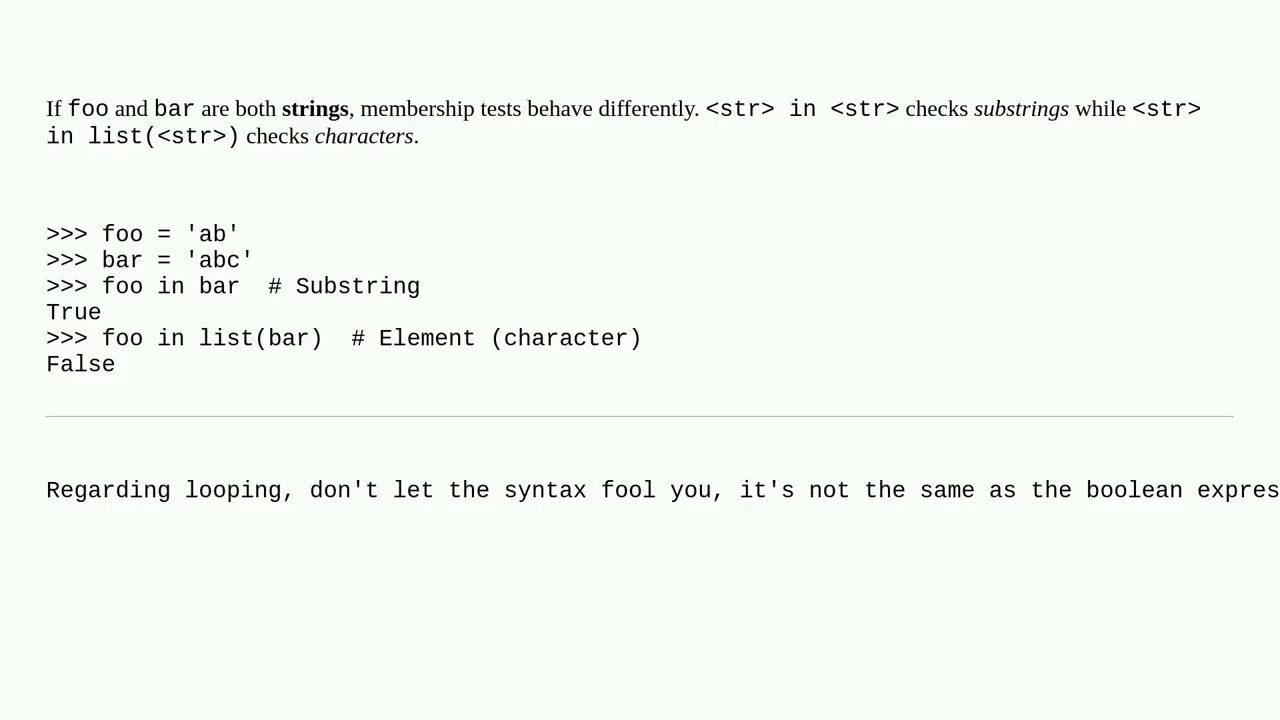 If foo and bar are both strings, membership tests behave differently. <str> in <str> checks substrings while <str>
in list(<str>) checks characters.
>>> foo = 'ab'
>>> bar = 'abc'
>>> foo in bar  # Substring
True
>>> foo in list(bar)  # Element (character)
False
Regarding looping, don't let the syntax fool you, it's not the same as the boolean expres